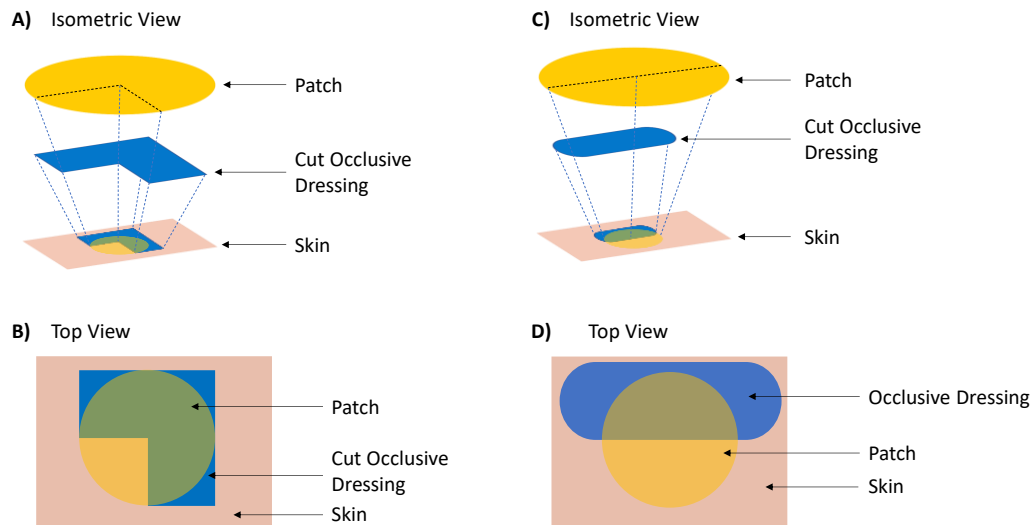 A) Isometric View
Patch
Cut Occlusive
Dressing
Skin
B) Top View
Patch
Cut Occlusive
Dressing
Skin
C) Isometric View
Patch
Cut Occlusive
Dressing
Skin
D) Top View
Occlusive Dressing
Patch
Skin